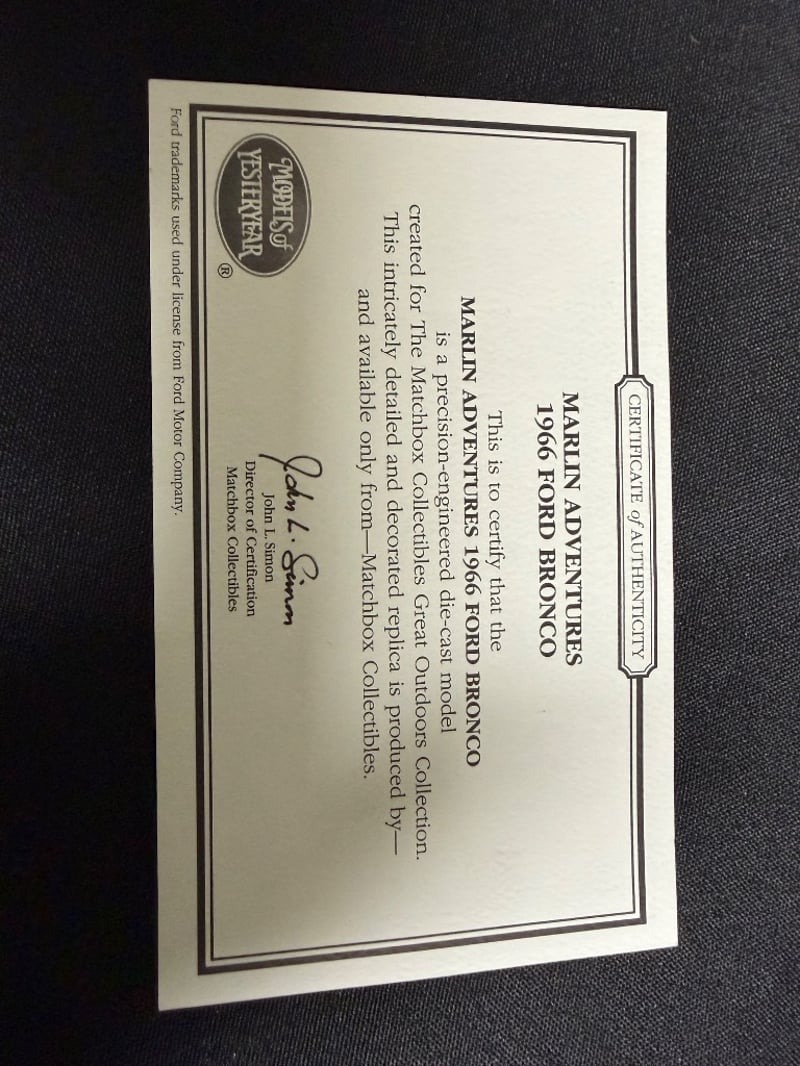 CERTIFICATE of AUTHENTICITY
MARLIN ADVENTURES
1966 FORD BRONCO
This is to certify that the
MARLIN ADVENTURES 1966 FORD BRONCO
is a precision-engineered die-cast model
created for The Matchbox Collectibles Great Outdoors Collection.
This intricately detailed and decorated replica is produced by—
and available only from—Matchbox Collectibles.
MODELS of
YESTERYEAR
®
John L. Simon
John L. Simon
Director of Certification
Matchbox Collectibles
Ford trademarks used under license from Ford Motor Company.